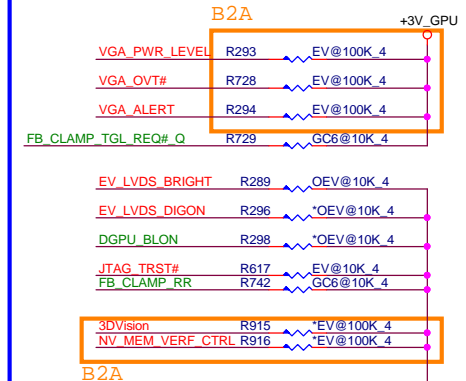 B2A
+3V_GPU
VGA_PWR_LEVEL R293 EV@100K_4
VGA_OVT# R728 EV@100K_4
VGA_ALERT R294 EV@100K_4
FB_CLAMP_TGL_REQ#_Q R729 GC6@10K_4
EV_LVDS_BRIGHT R289 OEV@10K_4
EV_LVDS_DIGON R296 *OEV@10K_4
DGPU_BLON R298 *OEV@10K_4
JTAG_TRST# R617 EV@10K_4
FB_CLAMP_RR R742 GC6@10K_4
3DVision R915 *EV@100K_4
NV_MEM_VERF_CTRL R916 *EV@100K_4
B2A